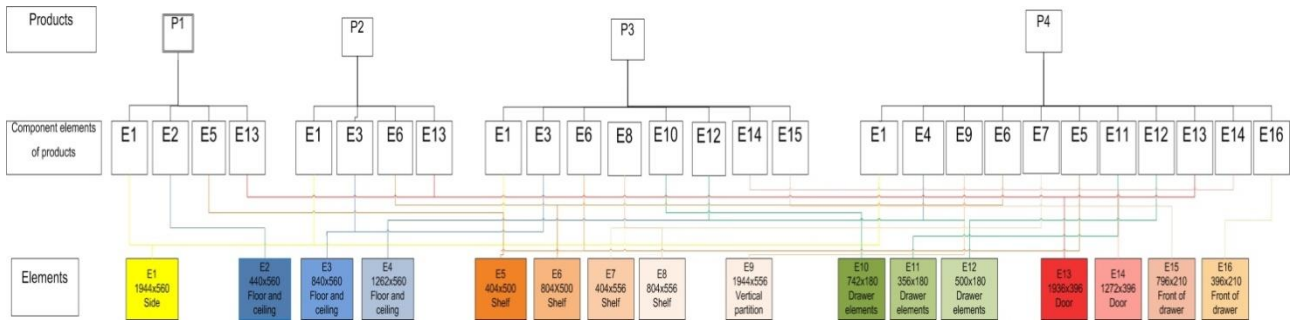 Products
P1
P2
P3
P4
Component elements
of products
E1 E2 E5 E13
E1 E3 E6 E13
E1 E3 E6 E8 E10 E12 E14 E15
E1 E4 E9 E6 E7 E5 E11 E12 E13 E14 E16
Elements
E1
1944x560
Side
E2
440x560
Floor and
ceiling
E3
840x560
Floor and
ceiling
E4
1262x560
Floor and
ceiling
E5
404x500
Shelf
E6
804X500
Shelf
E7
404x556
Shelf
E8
804x556
Shelf
E9
1944x556
Vertical
partition
E10
742x180
Drawer
elements
E11
356x180
Drawer
elements
E12
500x180
Drawer
elements
E13
1936x396
Door
E14
1272x396
Door
E15
796x210
Front of
drawer
E16
396x210
Front of
drawer